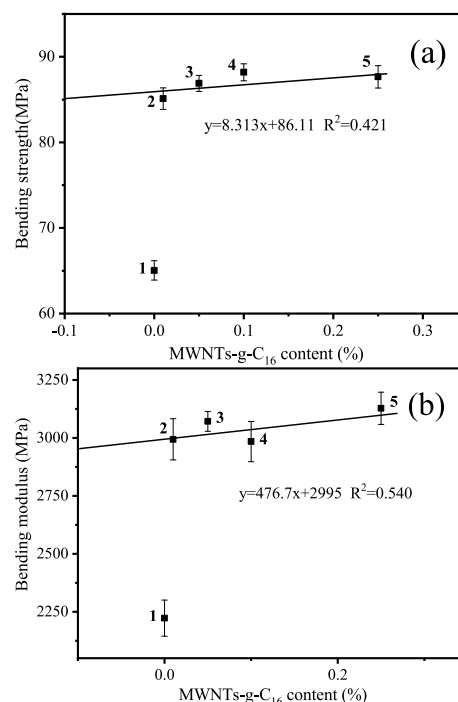 (a)
Bending strength(MPa)
90
80
70
60
1
2
3
4
5
y=8.313x+86.11 R²=0.421
-0.1 0.0 0.1 0.2 0.3
MWNTs-g-C₁₆ content (%)
(b)
Bending modulus (MPa)
3250
3000
2750
2500
2250
1
2
3
4
5
y=476.7x+2995 R²=0.540
0.0 0.2
MWNTs-g-C₁₆ content (%)